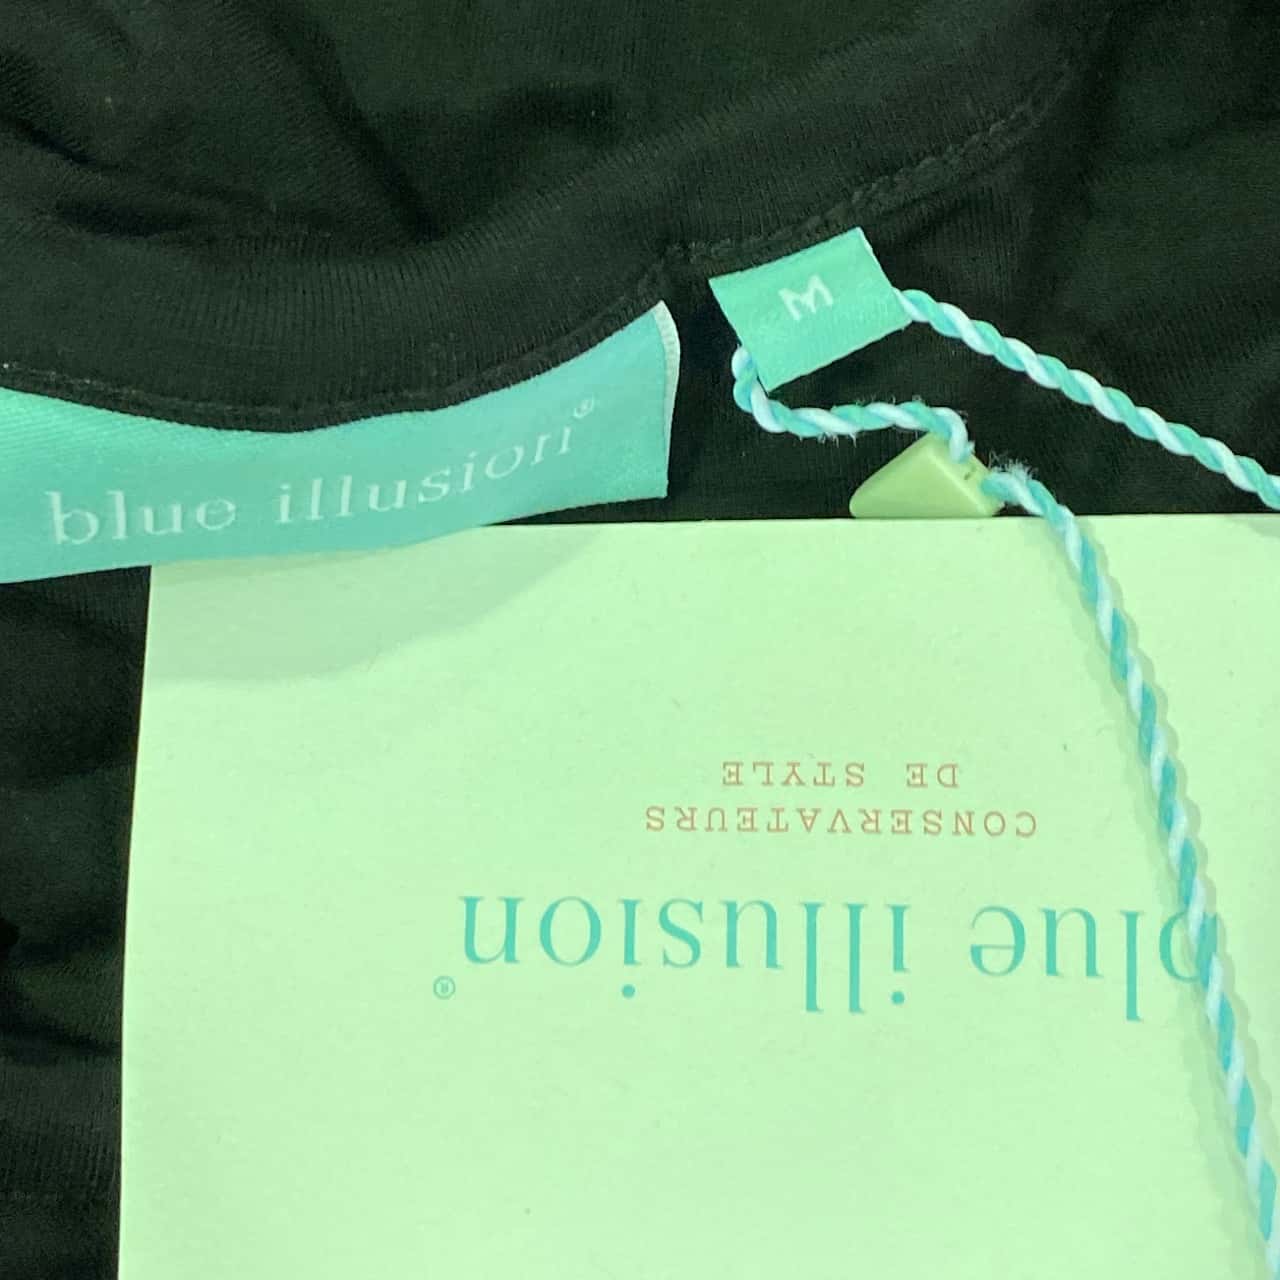 M
blue illusion®
blue illusion®
CONSERVATEURS
DE STYLE